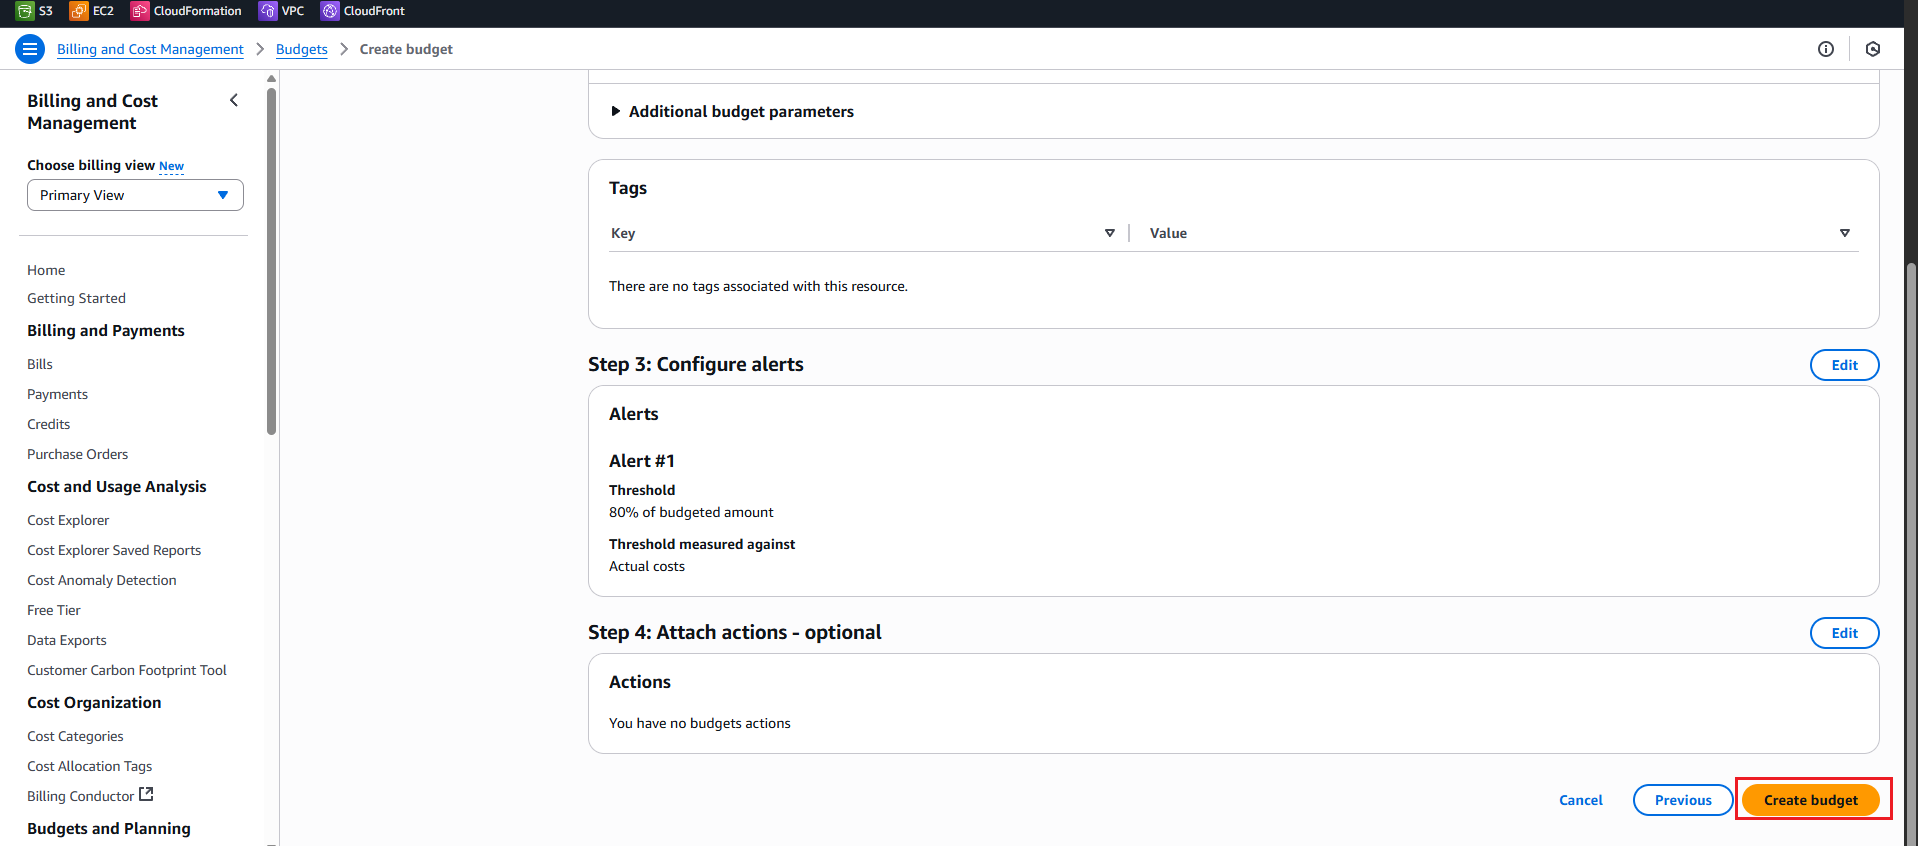 S3 EC2 CloudFormation VPC CloudFront
Billing and Cost Management Budgets Create budget
Billing and Cost
Management
Choose billing view New
Primary View
Home
Getting Started
Billing and Payments
Bills
Payments
Credits
Purchase Orders
Cost and Usage Analysis
Cost Explorer
Cost Explorer Saved Reports
Cost Anomaly Detection
Free Tier
Data Exports
Customer Carbon Footprint Tool
Cost Organization
Cost Categories
Cost Allocation Tags
Billing Conductor
Budgets and Planning
Additional budget parameters
Tags
Key Value
There are no tags associated with this resource.
Step 3: Configure alerts Edit
Alerts
Alert #1
Threshold
80% of budgeted amount
Threshold measured against
Actual costs
Step 4: Attach actions - optional Edit
Actions
You have no budgets actions
Cancel Previous Create budget